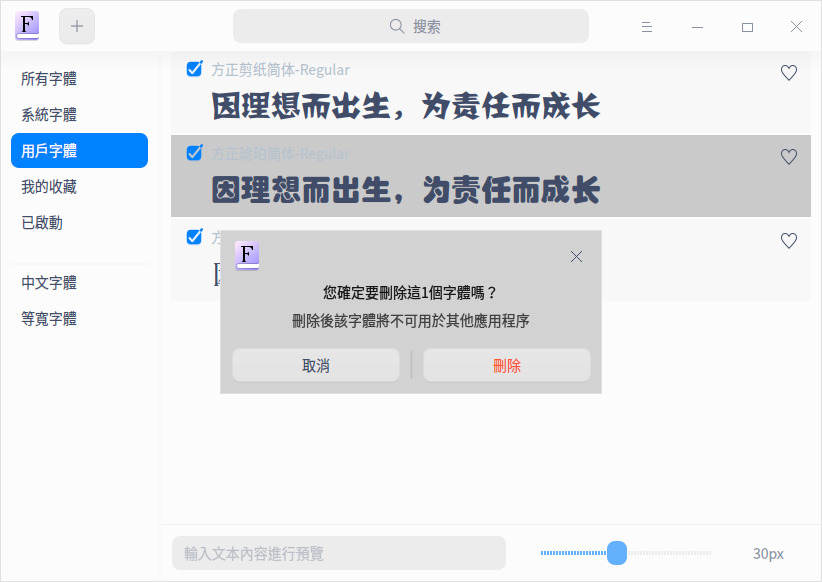 F
搜索
所有字體
系統字體
用戶字體
我的收藏
已啟動
中文字體
等寬字體
方正剪纸简体-Regular
因理想而出生，为责任而成长
方正琥珀简体-Regular
因理想而出生，为责任而成长
F
您確定要刪除這1個字體嗎？
刪除後該字體將不可用於其他應用程序
取消
刪除
輸入文本內容進行預覽
30px